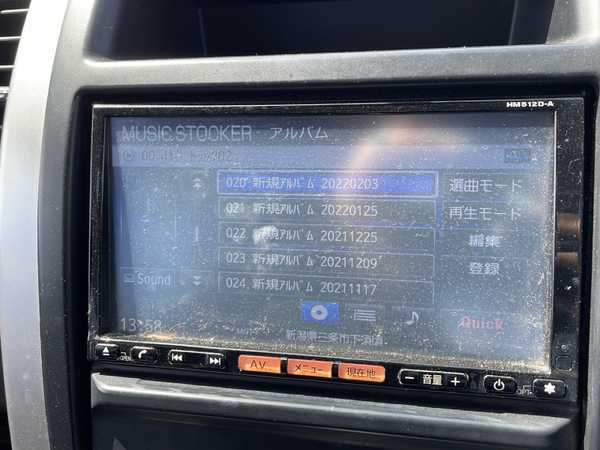 HM512D-A
MUSIC STOCKER アルバム
020 新規ｱﾙﾊﾞﾑ 20220203
選曲モード
021 新規ｱﾙﾊﾞﾑ 20220125
再生モード
022 新規ｱﾙﾊﾞﾑ 20211225
編集
023 新規ｱﾙﾊﾞﾑ 20211209
登録
Sound
024 新規ｱﾙﾊﾞﾑ 20211117
13:58
Quick
新潟県三条市下須頃
AV
メニュー
現在地
− 音量 +
OPT